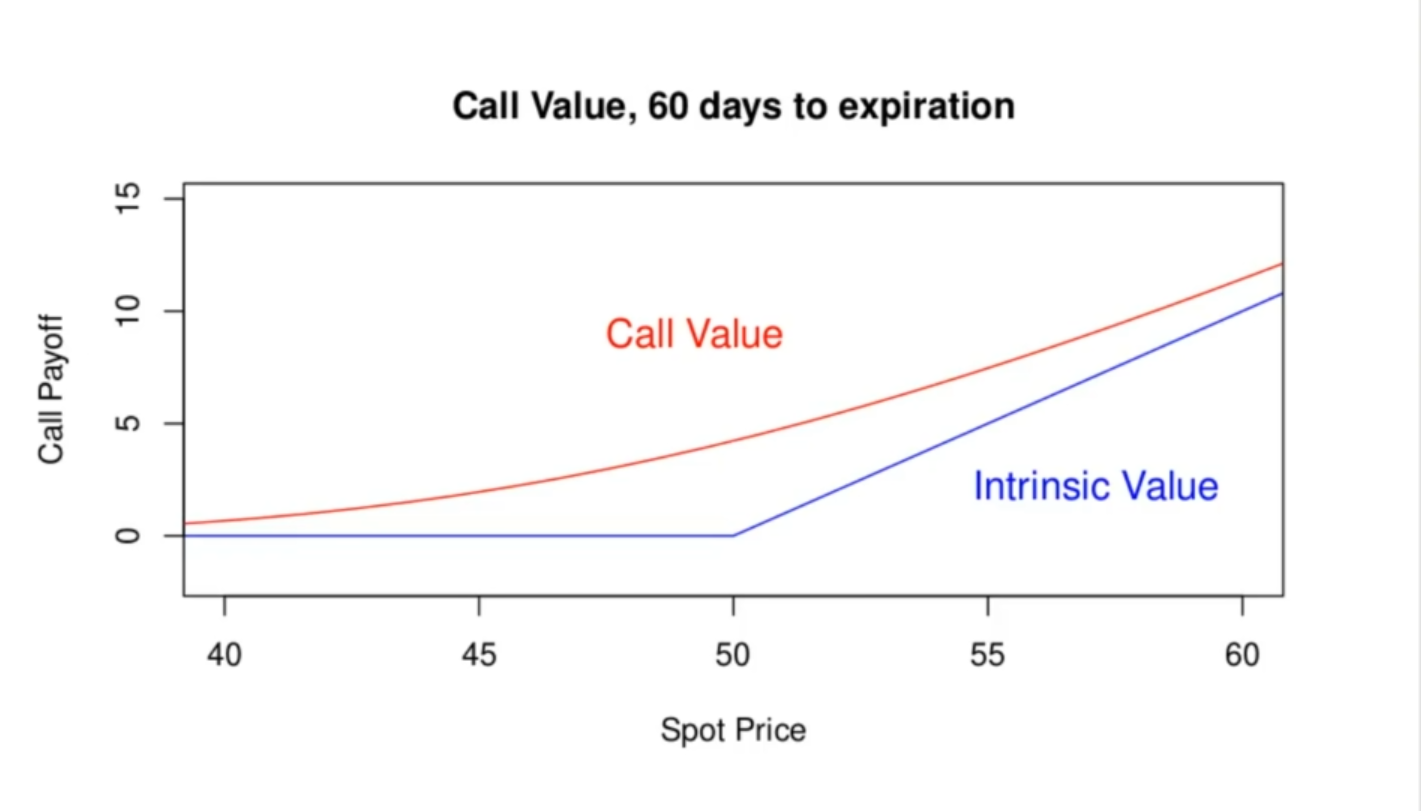 Call Value, 60 days to expiration
15
10
5
0
Call Payoff
Call Value
Intrinsic Value
40 45 50 55 60
Spot Price